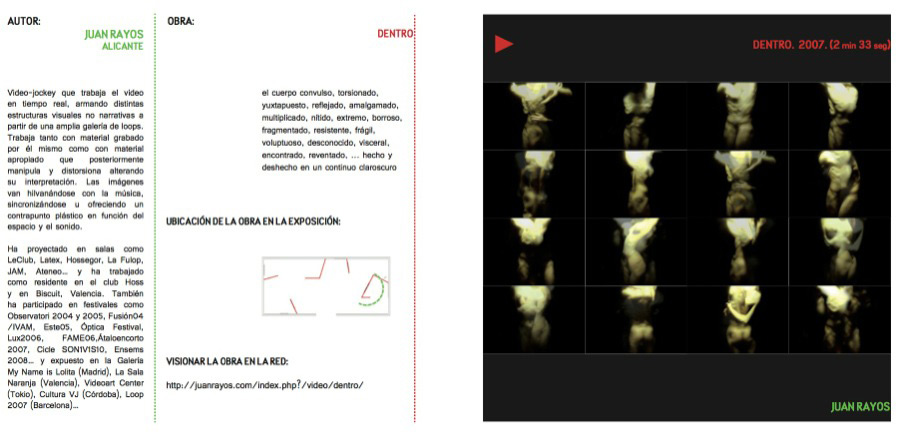 AUTOR:
JUAN RAYOS
ALICANTE
Video-jockey que trabaja el vídeo
en tiempo real, armando distintas
estructuras visuales no narrativas a
partir de una amplia galería de loops.
Trabaja tanto con material grabado
por él mismo como con material
apropiado que posteriormente
manipula y distorsiona alterando
su interpretación. Las imágenes
van hilvanándose con la música,
sincronizándose u ofreciendo un
contrapunto plástico en función del
espacio y el sonido.
Ha proyectado en salas como
LeClub, Latex, Hossegor, La Fulop,
JAM, Ateneo... y ha trabajado
como residente en el club Hoss
y en Biscuit, Valencia. También
ha participado en festivales como
Observatori 2004 y 2005, Fusión04
/IVAM, Este05, Óptica Festival,
Lux2006, FAME06,Ataloencorto
2007, Cicle SON1VIS10, Ensems
2008... y expuesto en la Galería
My Name is Lolita (Madrid), La Sala
Naranja (Valencia), Videoart Center
(Tokio), Cultura VJ (Córdoba), Loop
2007 (Barcelona)...
OBRA:
DENTRO
el cuerpo convulso, torsionado,
yuxtapuesto, reflejado, amalgamado,
multiplicado, nítido, extremo, borroso,
fragmentado, resistente, frágil,
voluptuoso, desconocido, visceral,
encontrado, reventado, ... hecho y
deshecho en un continuo claroscuro
UBICACIÓN DE LA OBRA EN LA EXPOSICIÓN:
VISIONAR LA OBRA EN LA RED:
http://juanrayos.com/index.php?/video/dentro/
DENTRO. 2007. (2 min 33 seg)
JUAN RAYOS